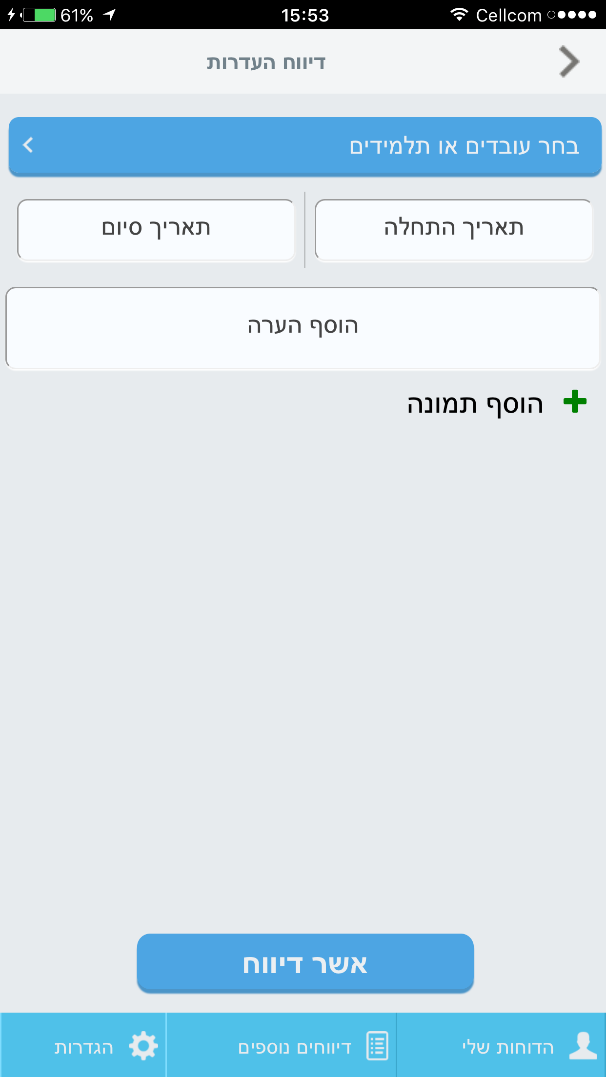 61% 15:53 Cellcom
דיווח העדרות
בחר עובדים או תלמידים
תאריך התחלה תאריך סיום
הוסף הערה
הוסף תמונה
אשר דיווח
הדוחות שלי דיווחים נוספים הגדרות